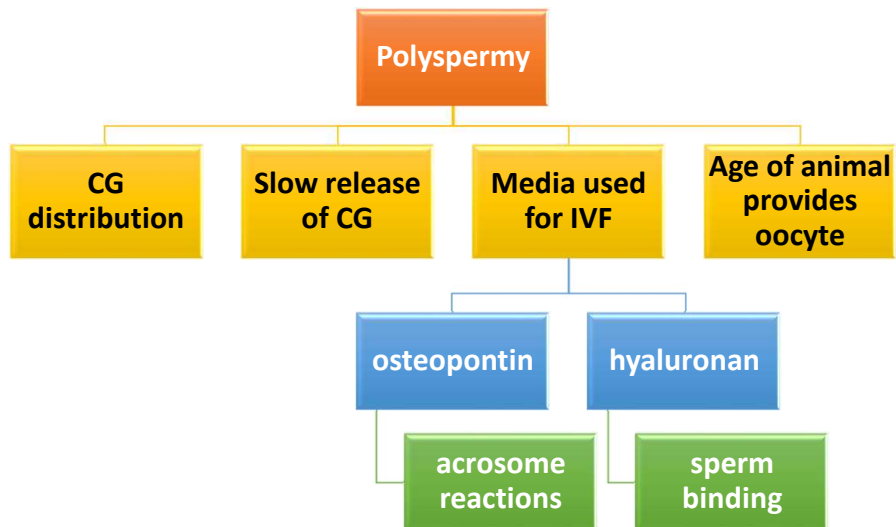 Polyspermy
CG
distribution
Slow release
of CG
Media used
for IVF
Age of animal
provides
oocyte
osteopontin
hyaluronan
acrosome
reactions
sperm
binding